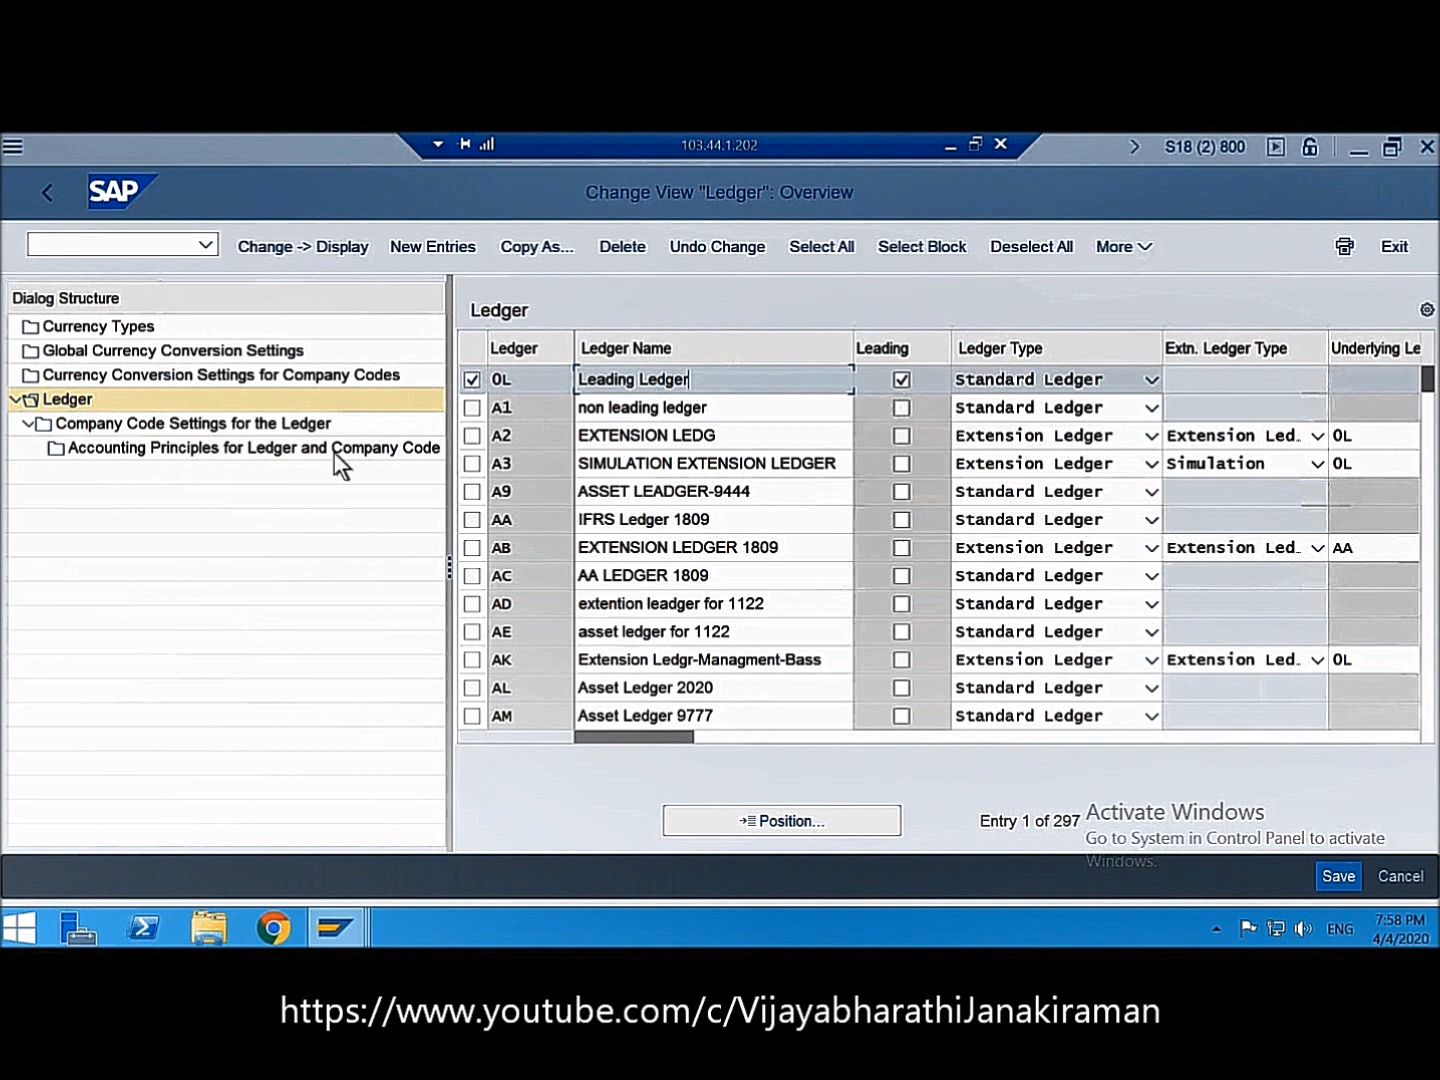 103.44.1.202
S18 (2) 800
SAP
Change View "Ledger": Overview
Change -> Display New Entries Copy As... Delete Undo Change Select All Select Block Deselect All More Exit
Dialog Structure
Currency Types
Global Currency Conversion Settings
Currency Conversion Settings for Company Codes
Ledger
Company Code Settings for the Ledger
Accounting Principles for Ledger and Company Code
Ledger
Ledger Ledger Name Leading Ledger Type Extn. Ledger Type Underlying Le
0L Leading Ledger Standard Ledger
A1 non leading ledger Standard Ledger
A2 EXTENSION LEDG Extension Ledger Extension Led. 0L
A3 SIMULATION EXTENSION LEDGER Extension Ledger Simulation 0L
A9 ASSET LEADGER-9444 Standard Ledger
AA IFRS Ledger 1809 Standard Ledger
AB EXTENSION LEDGER 1809 Extension Ledger Extension Led. AA
AC AA LEDGER 1809 Standard Ledger
AD extention leadger for 1122 Standard Ledger
AE asset ledger for 1122 Standard Ledger
AK Extension Ledgr-Managment-Bass Extension Ledger Extension Led. 0L
AL Asset Ledger 2020 Standard Ledger
AM Asset Ledger 9777 Standard Ledger
Position...
Entry 1 of 297
Activate Windows
Go to System in Control Panel to activate
Windows.
Save Cancel
ENG
7:58 PM
4/4/2020
https://www.youtube.com/c/VijayabharathiJanakiraman